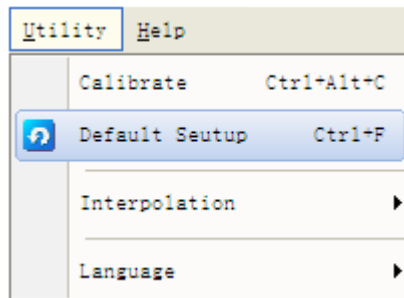 Utility Help
Calibrate Ctrl+Alt+C
Default Seutup Ctrl+F
Interpolation
Language